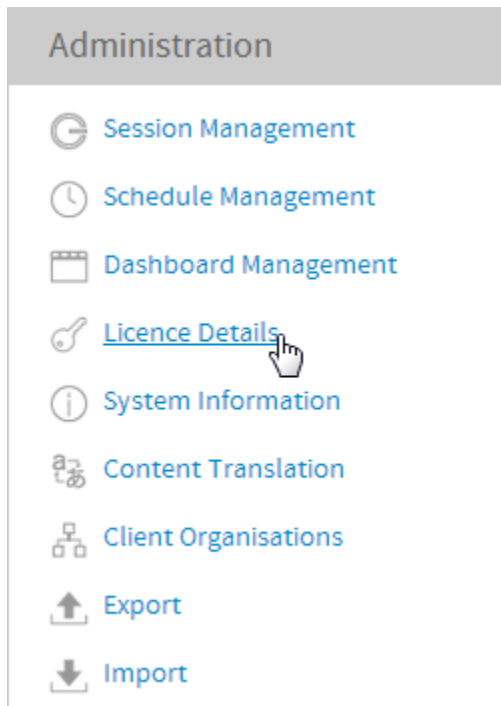 Administration
Session Management
Schedule Management
Dashboard Management
Licence Details
System Information
Content Translation
Client Organisations
Export
Import